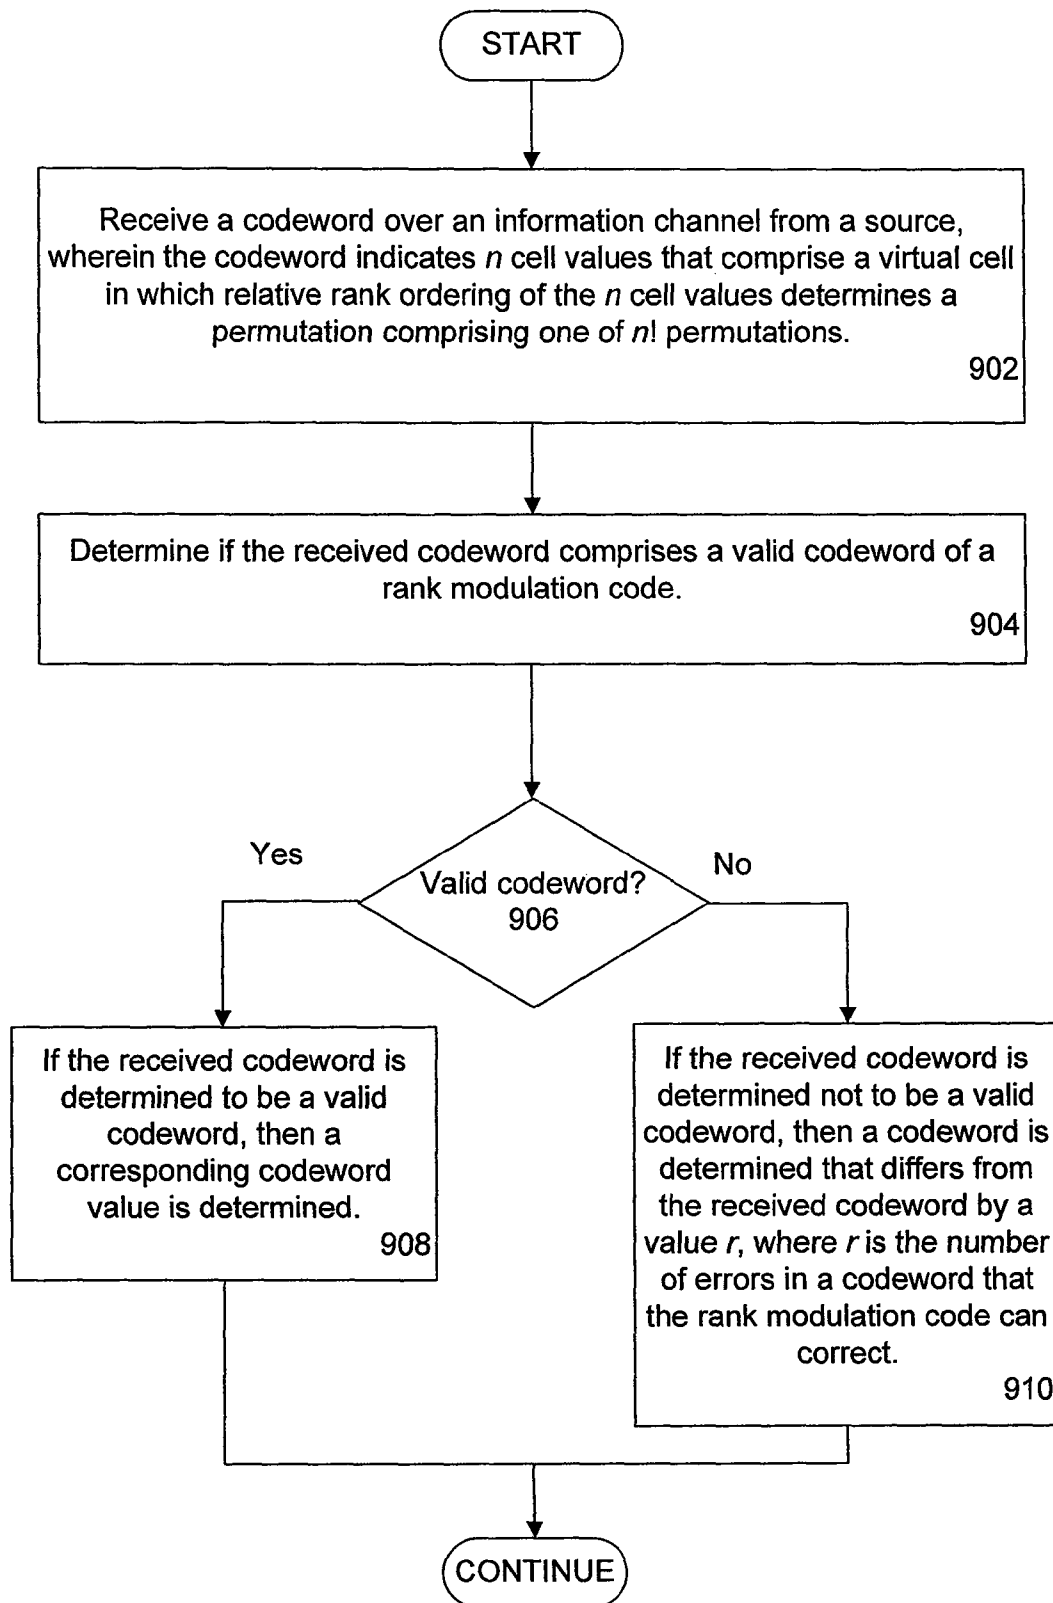 START
Receive a codeword over an information channel from a source,
wherein the codeword indicates n cell values that comprise a virtual cell
in which relative rank ordering of the n cell values determines a
permutation comprising one of n! permutations.
902
Determine if the received codeword comprises a valid codeword of a
rank modulation code.
904
Valid codeword?
906
Yes
No
If the received codeword is
determined to be a valid
codeword, then a
corresponding codeword
value is determined.
908
If the received codeword is
determined not to be a valid
codeword, then a codeword is
determined that differs from
the received codeword by a
value r, where r is the number
of errors in a codeword that
the rank modulation code can
correct.
910
CONTINUE